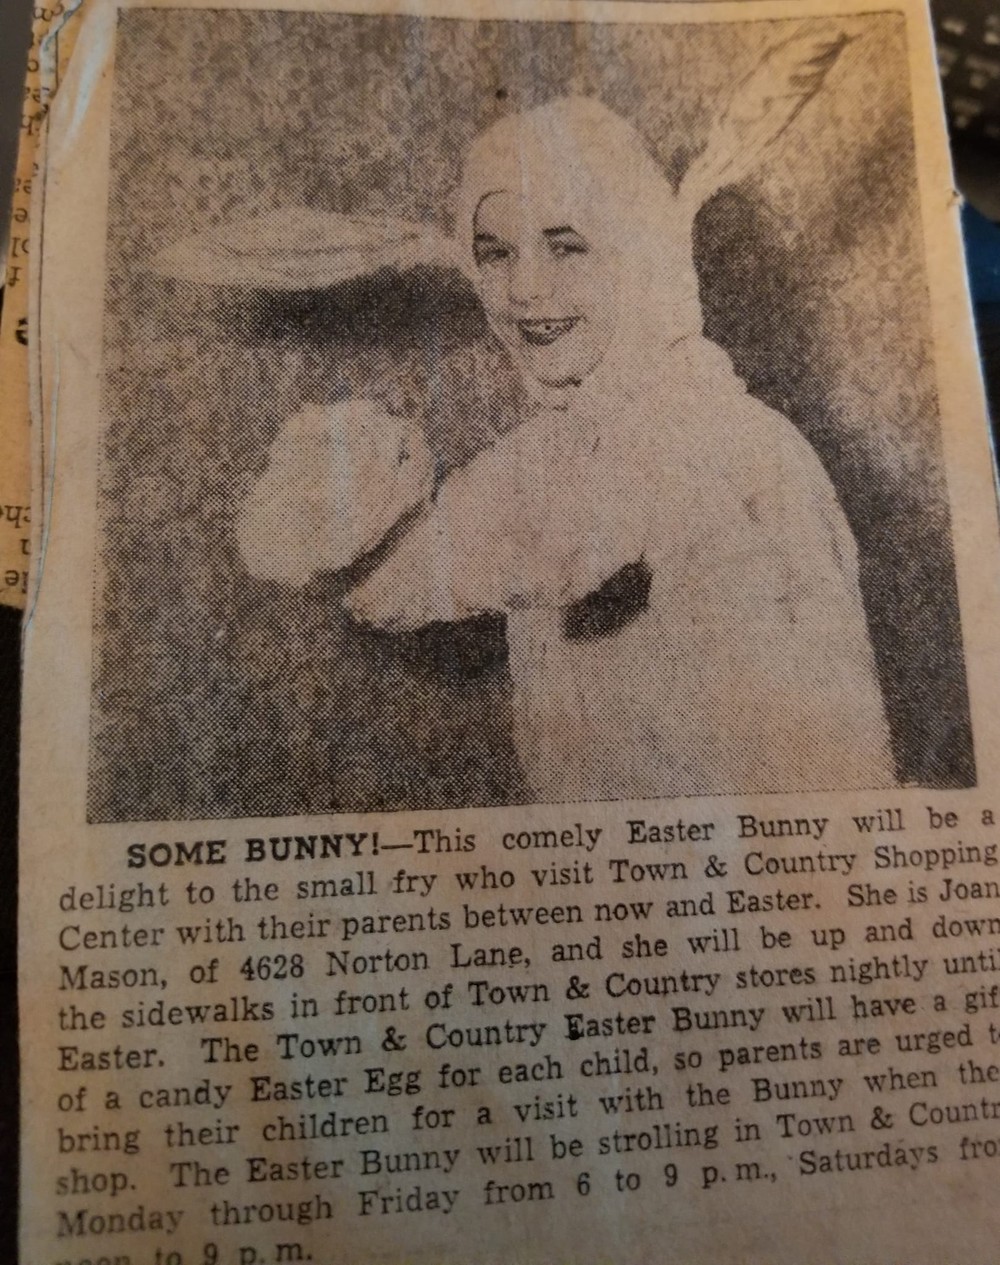 SOME BUNNY!—This comely Easter Bunny will be a
delight to the small fry who visit Town & Country Shopping
Center with their parents between now and Easter. She is Joan
Mason, of 4628 Norton Lane, and she will be up and down
the sidewalks in front of Town & Country stores nightly until
Easter. The Town & Country Easter Bunny will have a gif
of a candy Easter Egg for each child, so parents are urged t
bring their children for a visit with the Bunny when the
shop. The Easter Bunny will be strolling in Town & Countr
Monday through Friday from 6 to 9 p.m., Saturdays fro
noon to 9 p.m.